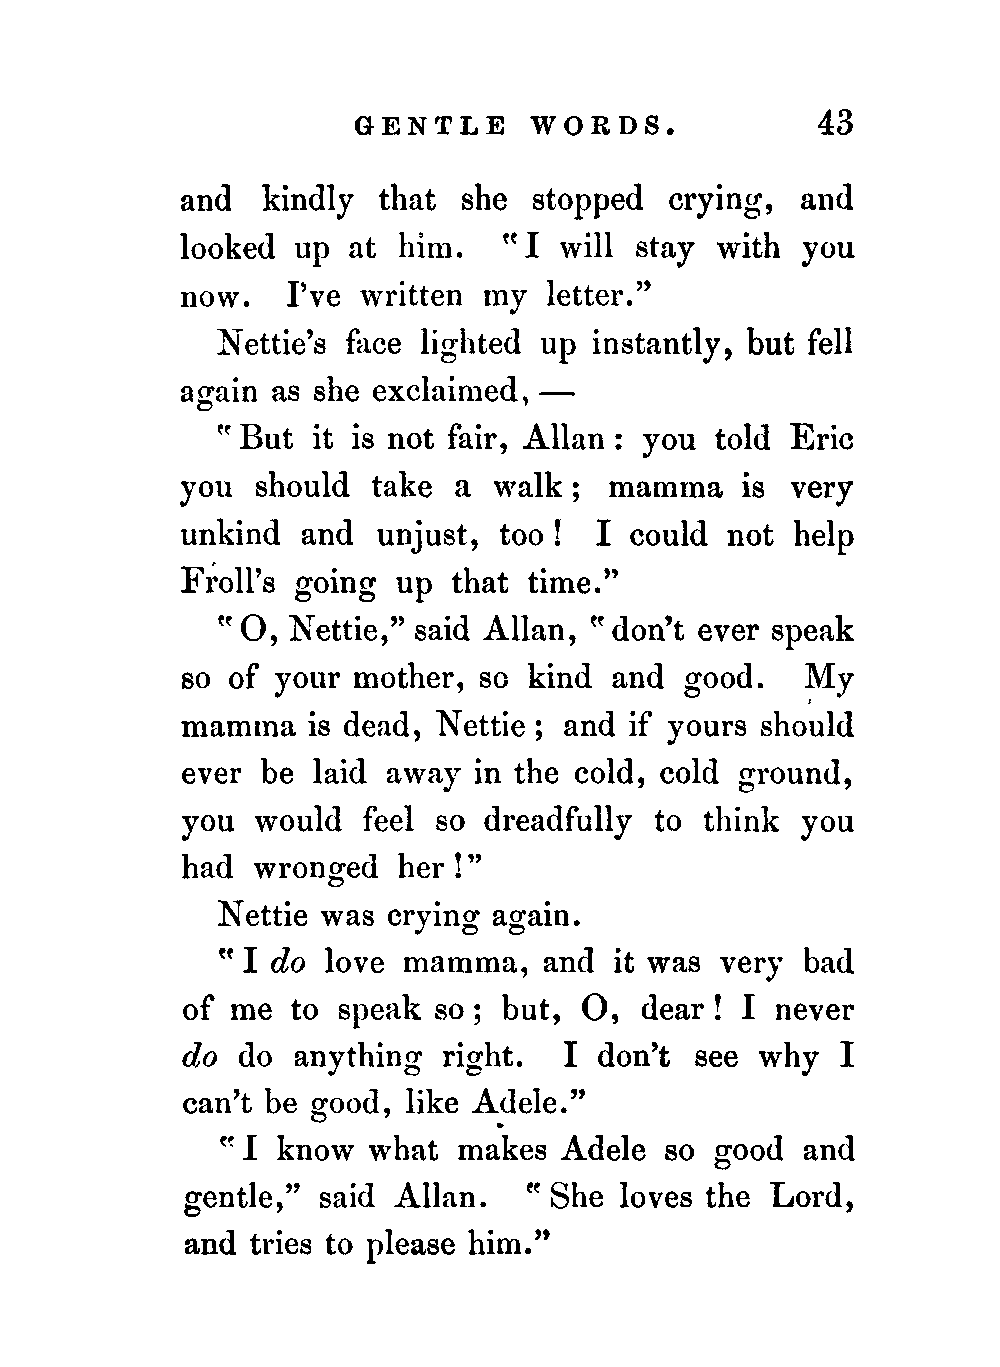 GENTLE WORDS. 43
and kindly that she stopped crying, and
looked up at him. "I will stay with you
now. I've written my letter."
Nettie's face lighted up instantly, but fell
again as she exclaimed, —
"But it is not fair, Allan: you told Eric
you should take a walk; mamma is very
unkind and unjust, too! I could not help
Froll's going up that time."
"O, Nettie," said Allan, "don't ever speak
so of your mother, so kind and good. My
mamma is dead, Nettie; and if yours should
ever be laid away in the cold, cold ground,
you would feel so dreadfully to think you
had wronged her!"
Nettie was crying again.
"I do love mamma, and it was very bad
of me to speak so; but, O, dear! I never
do do anything right. I don't see why I
can't be good, like Adele."
"I know what makes Adele so good and
gentle," said Allan. "She loves the Lord,
and tries to please him."